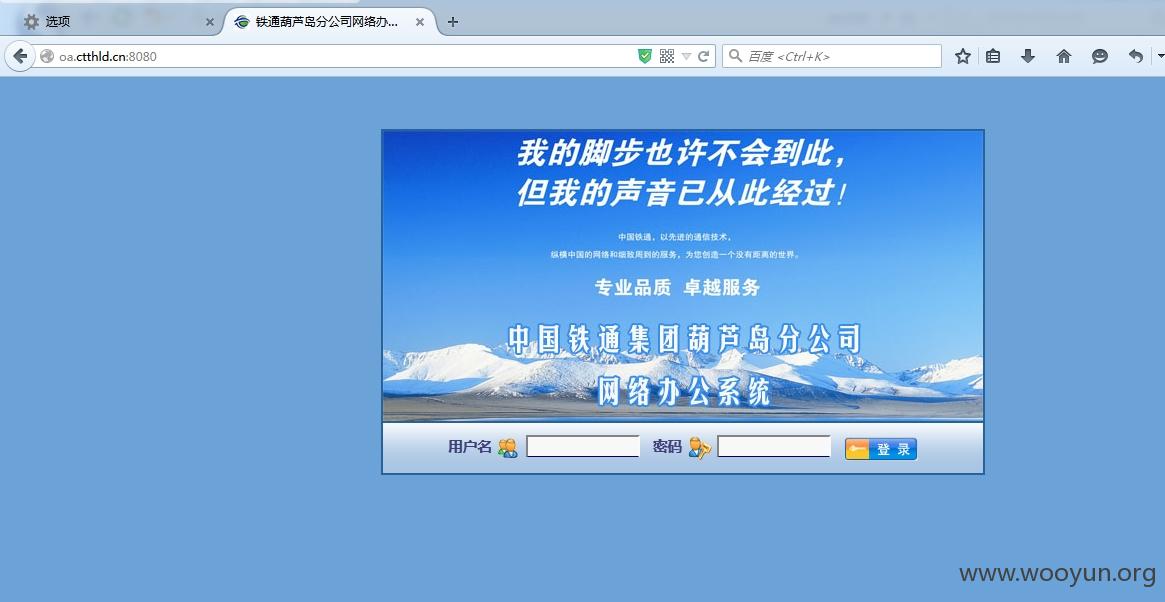 选项
铁通葫芦岛分公司网络办...
oa.ctthld.cn:8080
百度 <Ctrl+K>
我的脚步也许不会到此，
但我的声音已从此经过！
中国铁通，以先进的通信技术，
纵横中国的网络和细致周到的服务，为您创造一个没有距离的世界。
专业品质 卓越服务
中国铁通集团葫芦岛分公司
网络办公系统
用户名
密码
登 录
www.wooyun.org